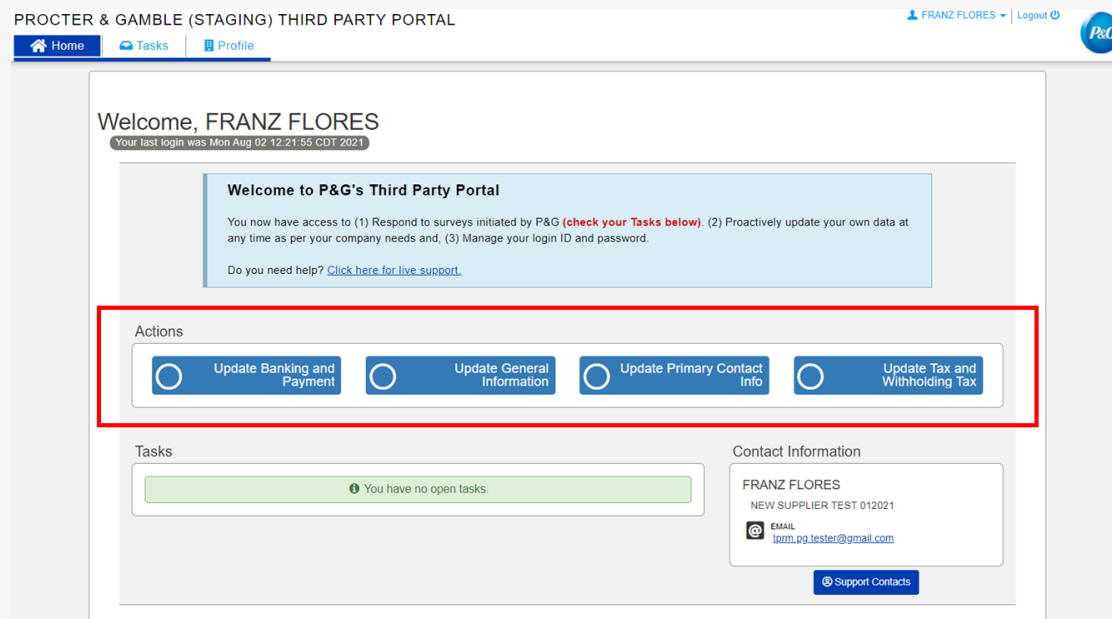 PROCTER & GAMBLE (STAGING) THIRD PARTY PORTAL
FRANZ FLORES
Logout
P&G
Home
Tasks
Profile
Welcome, FRANZ FLORES
Your last login was Mon Aug 02 12:21:55 CDT 2021
Welcome to P&G's Third Party Portal
You now have access to (1) Respond to surveys initiated by P&G (check your Tasks below). (2) Proactively update your own data at
any time as per your company needs and, (3) Manage your login ID and password.
Do you need help? Click here for live support.
Actions
Update Banking and
Payment
Update General
Information
Update Primary Contact
Info
Update Tax and
Withholding Tax
Tasks
You have no open tasks.
Contact Information
FRANZ FLORES
NEW SUPPLIER TEST 012021
EMAIL
tprm.pg.tester@gmail.com
Support Contacts